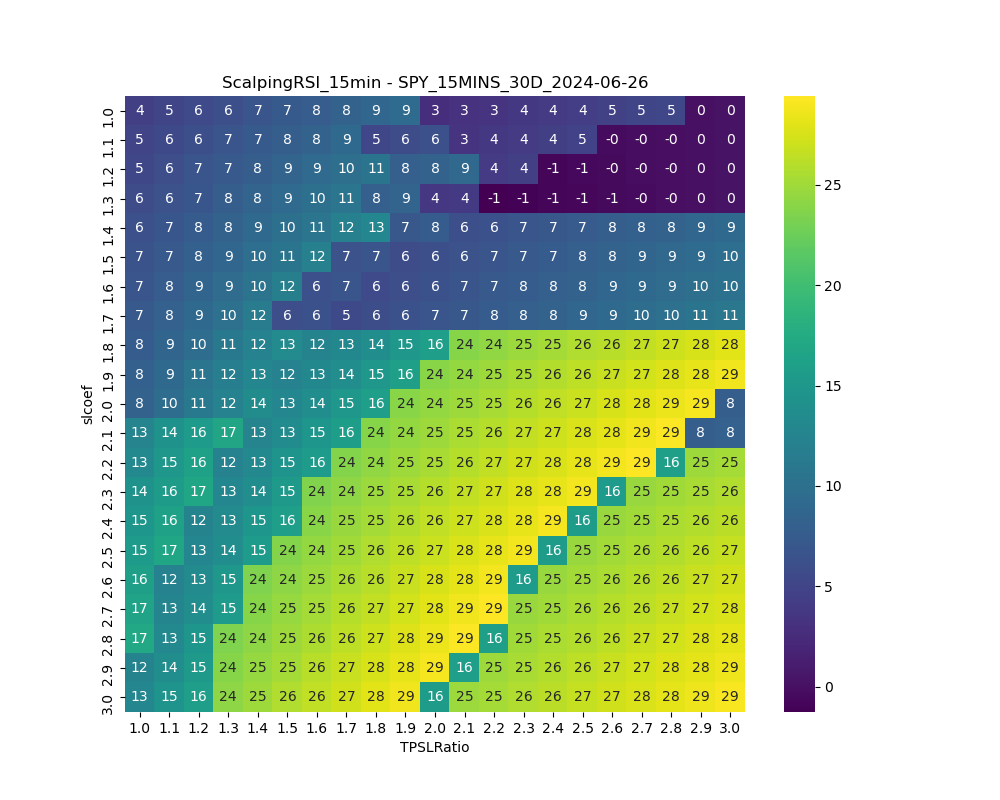 ScalpingRSI_15min - SPY_15MINS_30D_2024-06-26
1.0 4 5 6 6 7 7 8 8 9 9 3 3 3 4 4 4 5 5 5 0 0
1.1 5 6 6 7 7 8 8 9 5 6 6 3 4 4 4 5 -0 -0 -0 0 0
1.2 5 6 7 7 8 9 9 10 11 8 8 9 4 4 -1 -1 -0 -0 -0 0 0
1.3 6 6 7 8 8 9 10 11 8 9 4 4 -1 -1 -1 -1 -1 -0 -0 0 0
1.4 6 7 8 8 9 10 11 12 13 7 8 6 6 7 7 7 8 8 8 9 9
1.5 7 7 8 9 10 11 12 7 7 6 6 6 7 7 7 8 8 9 9 9 10
1.6 7 8 9 9 10 12 6 7 6 6 6 7 7 8 8 8 9 9 9 10 10
1.7 7 8 9 10 12 6 6 5 6 6 7 7 8 8 8 9 9 10 10 11 11
1.8 8 9 10 11 12 13 12 13 14 15 16 24 24 25 25 26 26 27 27 28 28
1.9 8 9 11 12 13 12 13 14 15 16 24 24 25 25 26 26 27 27 28 28 29
2.0 8 10 11 12 14 13 14 15 16 24 24 25 25 26 26 27 28 28 29 29 8
2.1 13 14 16 17 13 13 15 16 24 24 25 25 26 27 27 28 28 29 29 8 8
2.2 13 15 16 12 13 15 16 24 24 25 25 26 27 27 28 28 29 29 16 25 25
2.3 14 16 17 13 14 15 24 24 25 25 26 27 27 28 28 29 16 25 25 25 26
2.4 15 16 12 13 15 16 24 25 25 26 26 27 28 28 29 16 25 25 25 26 26
2.5 15 17 13 14 15 24 24 25 26 26 27 28 28 29 16 25 25 26 26 26 27
2.6 16 12 13 15 24 24 25 26 26 27 28 28 29 16 25 25 26 26 26 27 27
2.7 17 13 14 15 24 25 25 26 27 27 28 29 29 25 25 26 26 26 27 27 28
2.8 17 13 15 24 24 25 26 26 27 28 29 29 16 25 25 26 26 27 27 28 28
2.9 12 14 15 24 25 25 26 27 28 28 29 16 25 25 26 26 27 27 28 28 29
3.0 13 15 16 24 25 26 26 27 28 29 16 25 25 26 26 27 27 28 28 29 29
1.0 1.1 1.2 1.3 1.4 1.5 1.6 1.7 1.8 1.9 2.0 2.1 2.2 2.3 2.4 2.5 2.6 2.7 2.8 2.9 3.0
TPSLRatio
slcoef
25
20
15
10
5
0